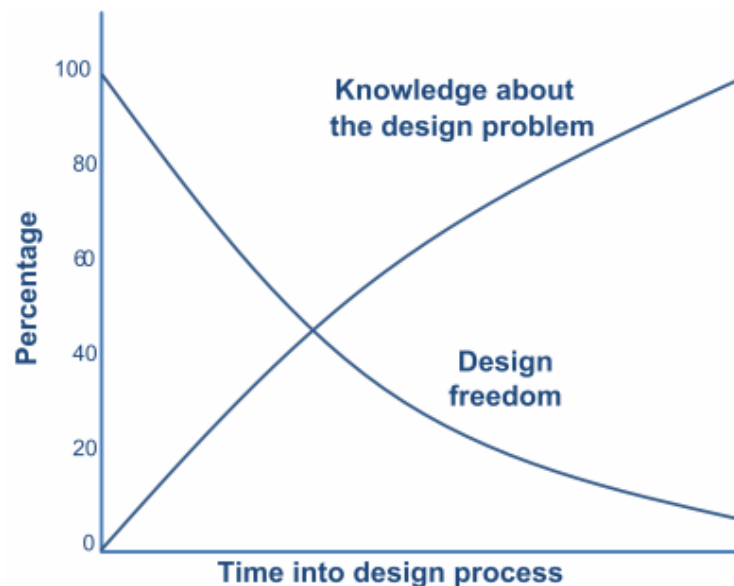 100
Knowledge about
the design problem
80
Percentage
60
40
Design
freedom
20
0
Time into design process